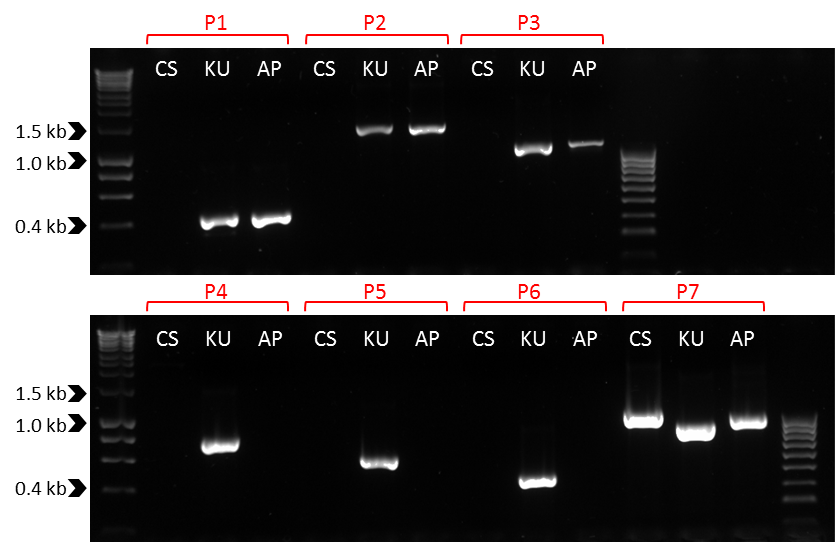 P1 P2 P3
CS KU AP CS KU AP CS KU AP
1.5 kb
1.0 kb
0.4 kb
P4 P5 P6 P7
CS KU AP CS KU AP CS KU AP CS KU AP
1.5 kb
1.0 kb
0.4 kb